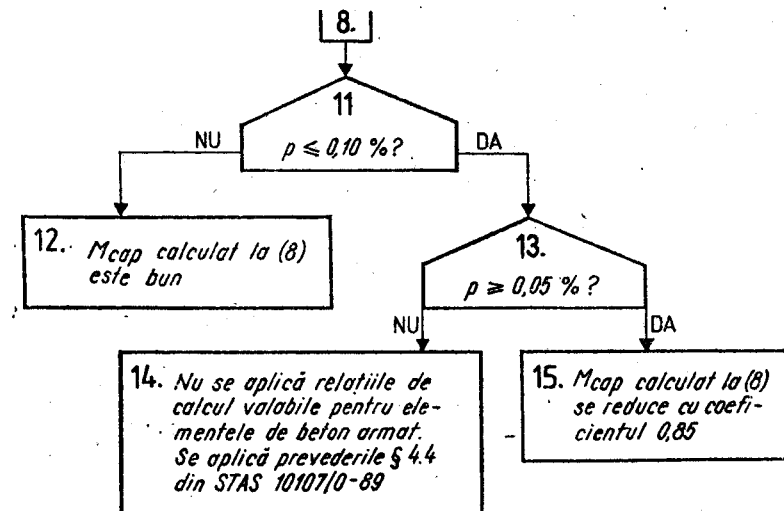 8.
11
p ≤ 0,10 %?
NU
DA
12. Mcap calculat la (8)
este bun
13.
p ≥ 0,05 %?
NU
DA
14. Nu se aplică relațiile de
calcul valabile pentru ele-
mentele de beton armat.
Se aplică prevederile § 4.4
din STAS 10107/0-89
15. Mcap calculat la (8)
se reduce cu coefi-
cientul 0,85